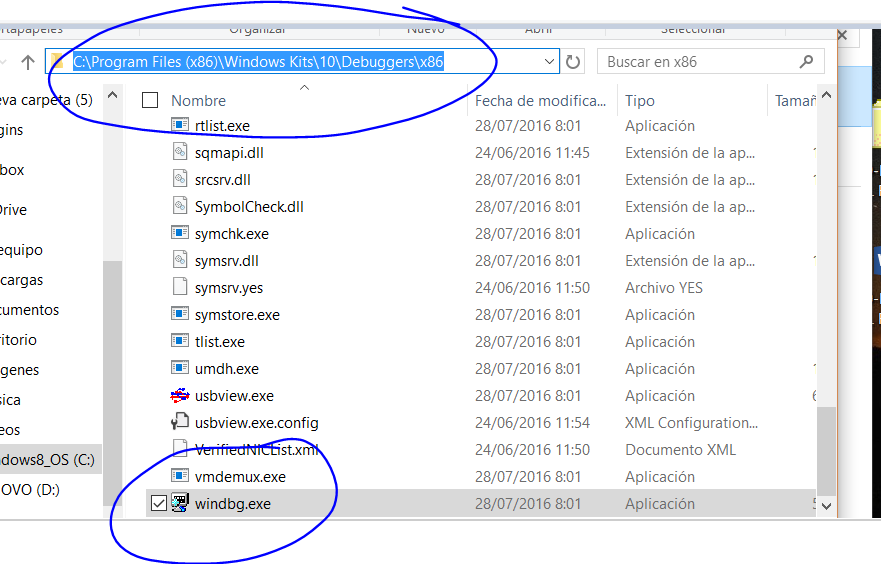 Organizar Nuevo Abrir Seleccionar
C:\Program Files (x86)\Windows Kits\10\Debuggers\x86 Buscar en x86
eva carpeta (5) Nombre Fecha de modifica... Tipo Tamañ
gins rtlist.exe 28/07/2016 8:01 Aplicación
sqmapi.dll 24/06/2016 11:45 Extensión de la ap...
box srcsrv.dll 28/07/2016 8:01 Extensión de la ap...
Drive SymbolCheck.dll 28/07/2016 8:01 Extensión de la ap...
symchk.exe 28/07/2016 8:01 Aplicación
equipo symsrv.dll 28/07/2016 8:01 Extensión de la ap...
cargas symsrv.yes 24/06/2016 11:50 Archivo YES
cumentos symstore.exe 28/07/2016 8:01 Aplicación
ritorio tlist.exe 28/07/2016 8:01 Aplicación
genes umdh.exe 28/07/2016 8:01 Aplicación
sica usbview.exe 28/07/2016 8:01 Aplicación
eos usbview.exe.config 24/06/2016 11:54 XML Configuration...
VerifiedNICList.xml 24/06/2016 11:50 Documento XML
ndows8_OS (C:) vmdemux.exe 28/07/2016 8:01 Aplicación
OVO (D:) windbg.exe 28/07/2016 8:01 Aplicación